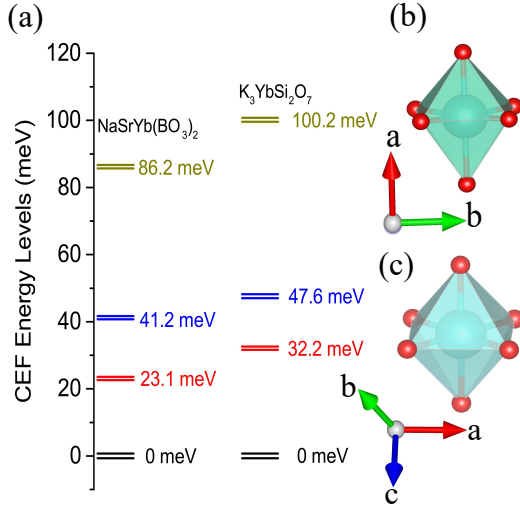 (a)
CEF Energy Levels (meV)
120
100
80
60
40
20
0
NaSrYb(BO₃)₂
86.2 meV
41.2 meV
23.1 meV
0 meV
K₃YbSi₂O₇
100.2 meV
47.6 meV
32.2 meV
0 meV
(b)
a
b
(c)
b
a
c